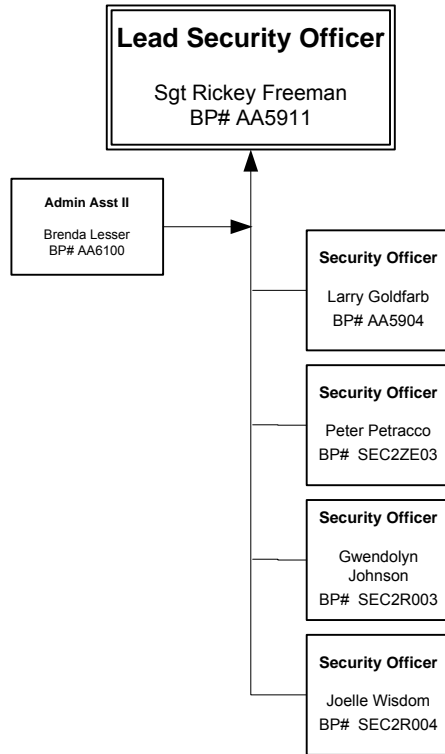 Lead Security Officer
Sgt Rickey Freeman
BP# AA5911
Admin Asst II
Brenda Lesser
BP# AA6100
Security Officer
Larry Goldfarb
BP# AA5904
Security Officer
Peter Petracco
BP# SEC2ZE03
Security Officer
Gwendolyn
Johnson
BP# SEC2R003
Security Officer
Joelle Wisdom
BP# SEC2R004